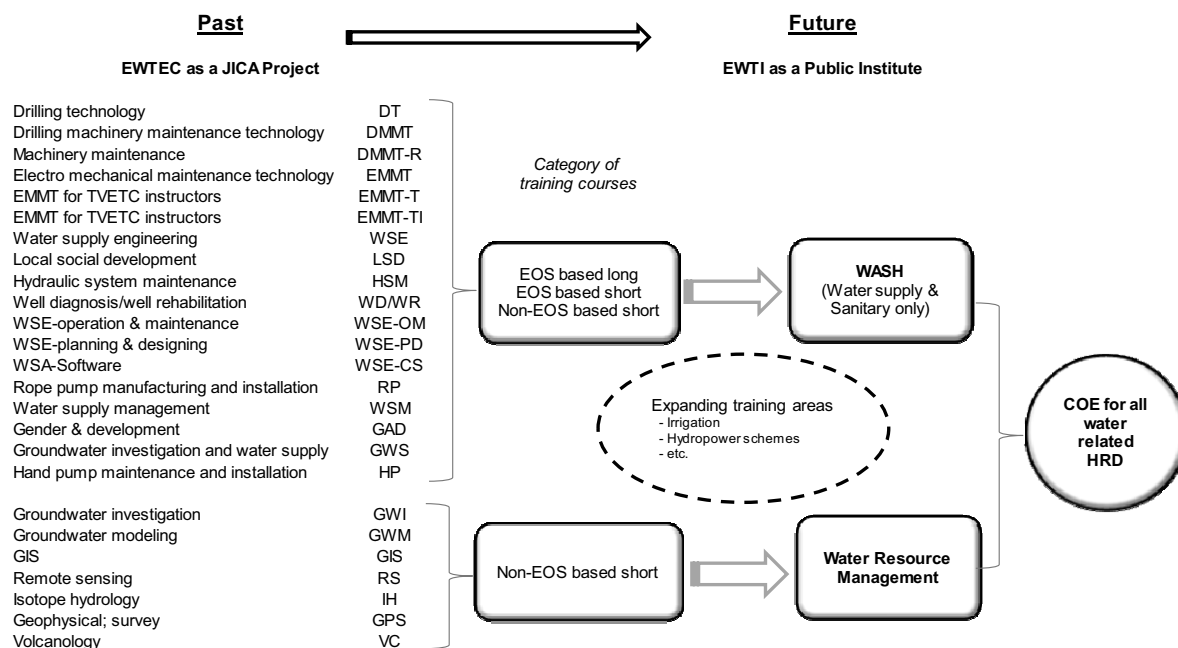 Past
Future
EWTEC as a JICA Project
EWTI as a Public Institute
Drilling technology DT
Drilling machinery maintenance technology DMMT
Machinery maintenance DMMT-R
Electro mechanical maintenance technology EMMT
EMMT for TVETC instructors EMMT-T
EMMT for TVETC instructors EMMT-TI
Water supply engineering WSE
Local social development LSD
Hydraulic system maintenance HSM
Well diagnosis/well rehabilitation WD/WR
WSE-operation & maintenance WSE-OM
WSE-planning & designing WSE-PD
WSA-Software WSE-CS
Rope pump manufacturing and installation RP
Water supply management WSM
Gender & development GAD
Groundwater investigation and water supply GWS
Hand pump maintenance and installation HP
Groundwater investigation GWI
Groundwater modeling GWM
GIS GIS
Remote sensing RS
Isotope hydrology IH
Geophysical; survey GPS
Volcanology VC
Category of
training courses
EOS based long
EOS based short
Non-EOS based short
WASH
(Water supply &
Sanitary only)
Expanding training areas
- Irrigation
- Hydropower schemes
- etc.
Non-EOS based short
Water Resource
Management
COE for all
water
related
HRD